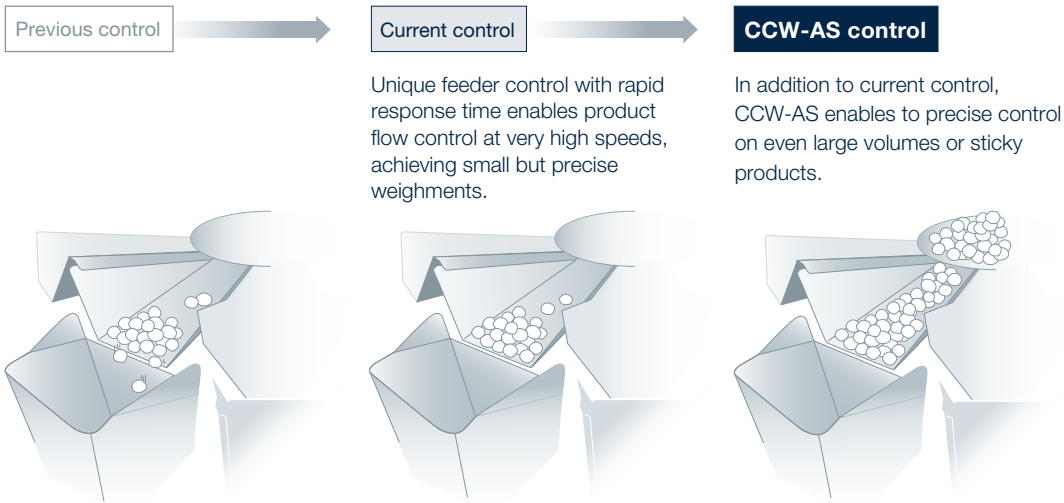 Previous control
Current control
CCW-AS control
Unique feeder control with rapid
response time enables product
flow control at very high speeds,
achieving small but precise
weighments.
In addition to current control,
CCW-AS enables to precise control
on even large volumes or sticky
products.